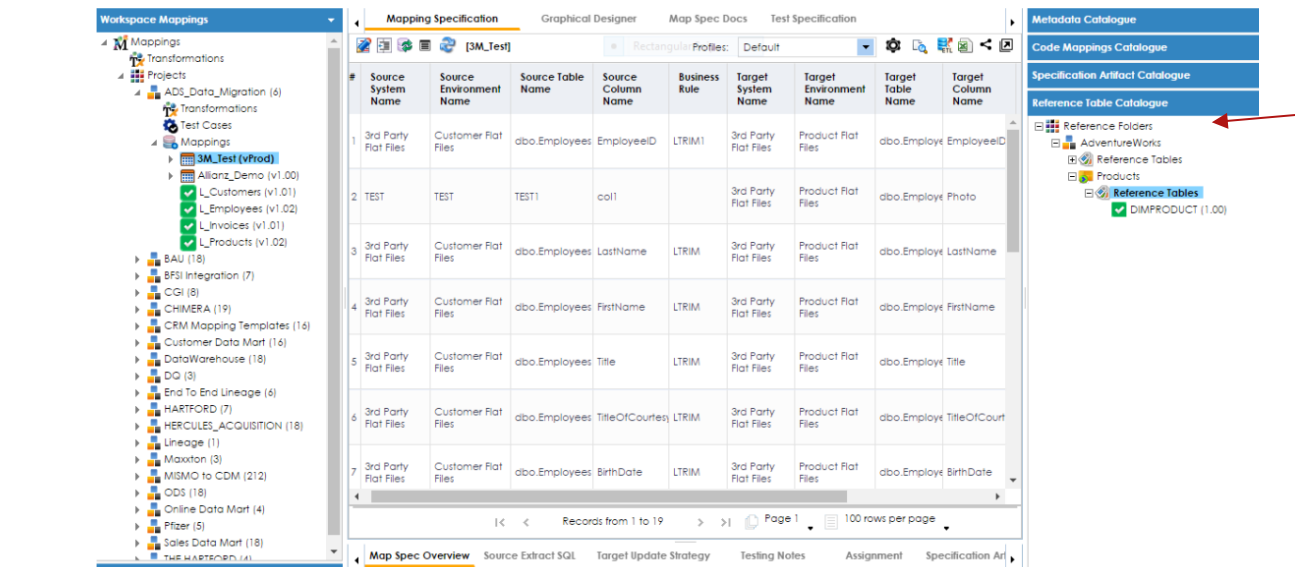 Workspace Mappings
Mappings
Transformations
Projects
ADS_Data_Migration (6)
Transformations
Test Cases
Mappings
3M_Test (vProd)
Allianz_Demo (v1.00)
L_Customers (v1.01)
L_Employees (v1.02)
L_Invoices (v1.01)
L_Products (v1.02)
BAU (18)
BFSI Integration (7)
CGI (8)
CHIMERA (19)
CRM Mapping Templates (16)
Customer Data Mart (16)
DataWarehouse (18)
DQ (3)
End To End Lineage (6)
HARTFORD (7)
HERCULES_ACQUISITION (18)
Lineage (1)
Maxxton (3)
MISMO to CDM (212)
ODS (18)
Online Data Mart (4)
Pfizer (5)
Sales Data Mart (18)
THE HARTFORD (4)
Mapping Specification Graphical Designer Map Spec Docs Test Specification
[3M_Test] Rectangular Profiles: Default
# Source System Name Source Environment Name Source Table Name Source Column Name Business Rule Target System Name Target Environment Name Target Table Name Target Column Name
1 3rd Party Flat Files Customer Flat Files dbo.Employees EmployeeID LTRIM1 3rd Party Flat Files Product Flat Files dbo.Employe EmployeeID
2 TEST TEST TEST1 col1 3rd Party Flat Files Product Flat Files dbo.Employe Photo
3 3rd Party Flat Files Customer Flat Files dbo.Employees LastName LTRIM 3rd Party Flat Files Product Flat Files dbo.Employe LastName
4 3rd Party Flat Files Customer Flat Files dbo.Employees FirstName LTRIM 3rd Party Flat Files Product Flat Files dbo.Employe FirstName
5 3rd Party Flat Files Customer Flat Files dbo.Employees Title LTRIM 3rd Party Flat Files Product Flat Files dbo.Employe Title
6 3rd Party Flat Files Customer Flat Files dbo.Employees TitleOfCourtesy LTRIM 3rd Party Flat Files Product Flat Files dbo.Employe TitleOfCourt
7 3rd Party Flat Files Customer Flat Files dbo.Employees BirthDate LTRIM 3rd Party Flat Files Product Flat Files dbo.Employe BirthDate
Records from 1 to 19 Page 1 100 rows per page
Map Spec Overview Source Extract SQL Target Update Strategy Testing Notes Assignment Specification Art
Metadata Catalogue
Code Mappings Catalogue
Specification Artifact Catalogue
Reference Table Catalogue
Reference Folders
AdventureWorks
Reference Tables
Products
Reference Tables
DIMPRODUCT (1.00)